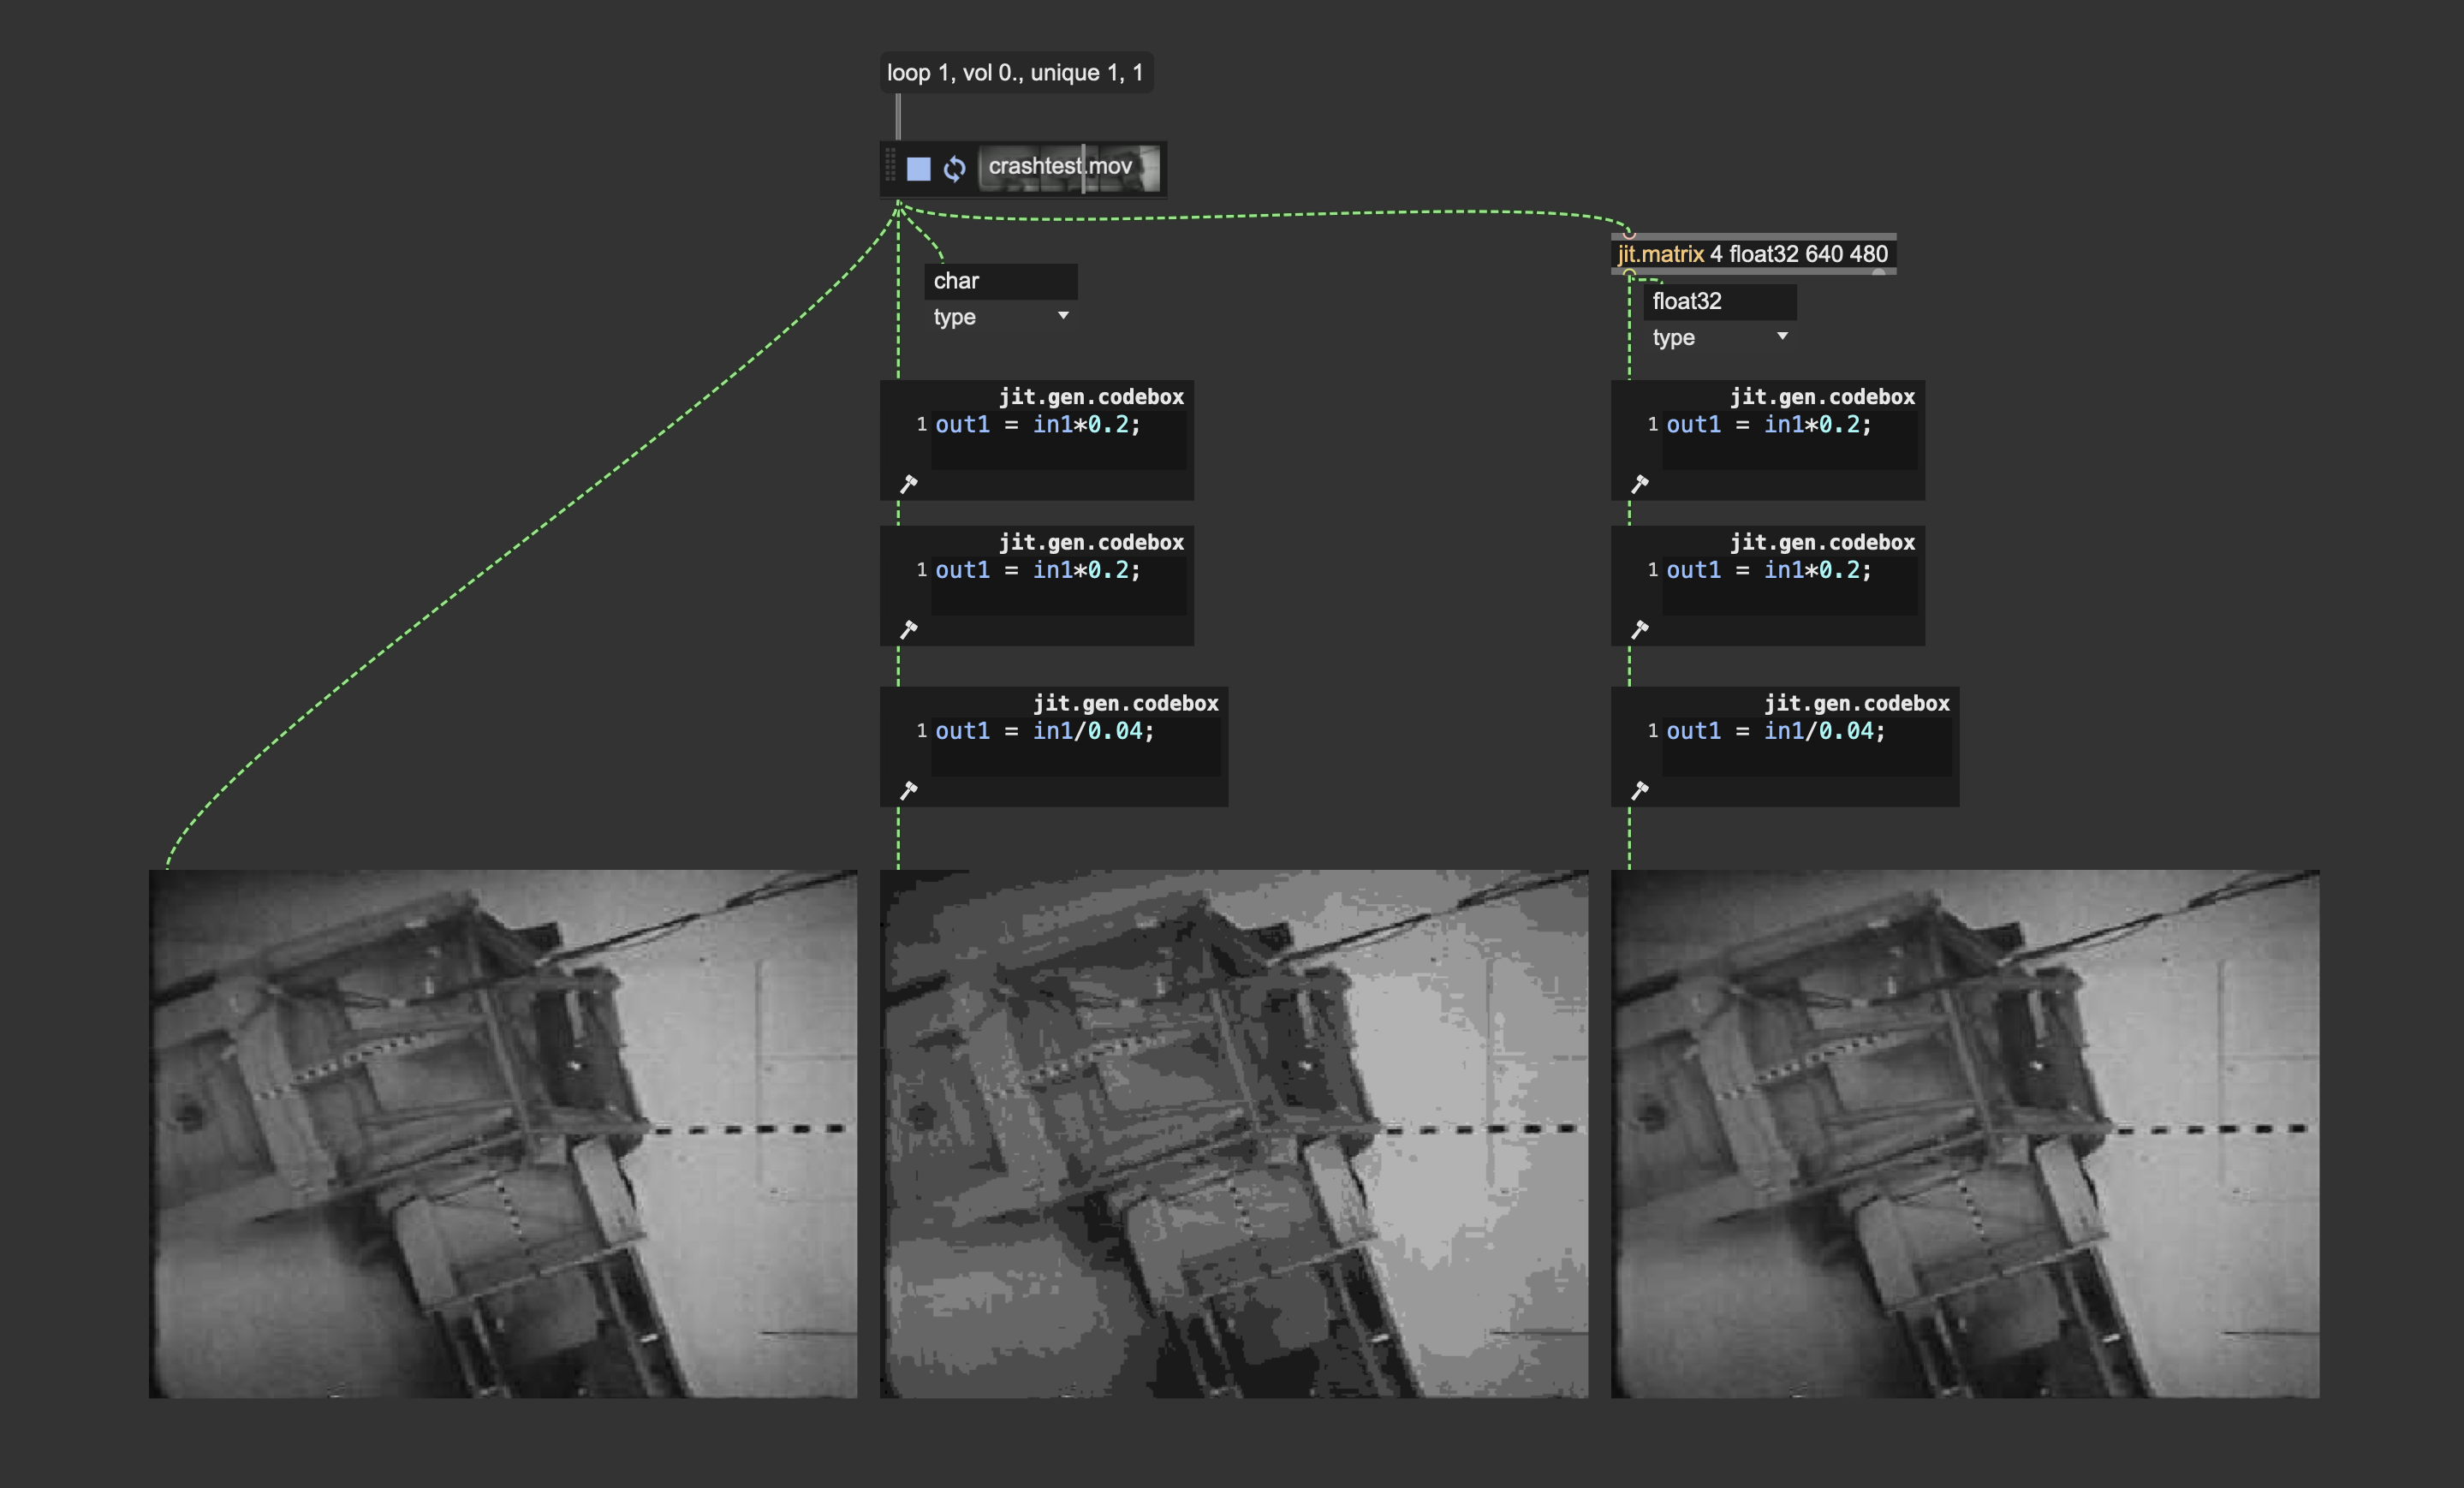 loop 1, vol 0., unique 1, 1
crashtest.mov
jit.matrix 4 float32 640 480
char
type
float32
type
jit.gen.codebox
1 out1 = in1*0.2;
jit.gen.codebox
1 out1 = in1*0.2;
jit.gen.codebox
1 out1 = in1*0.2;
jit.gen.codebox
1 out1 = in1*0.2;
jit.gen.codebox
1 out1 = in1/0.04;
jit.gen.codebox
1 out1 = in1/0.04;